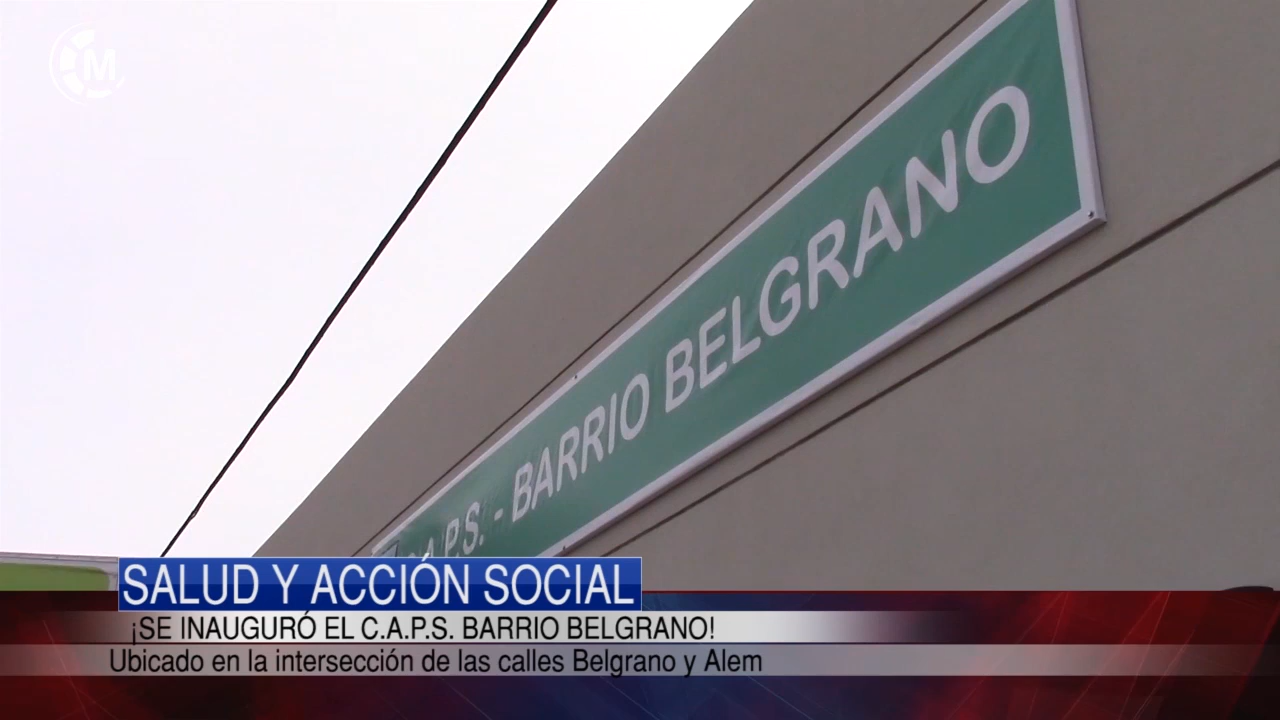 M
C.A.P.S. - BARRIO BELGRANO
SALUD Y ACCIÓN SOCIAL
¡SE INAUGURÓ EL C.A.P.S. BARRIO BELGRANO!
Ubicado en la intersección de las calles Belgrano y Alem